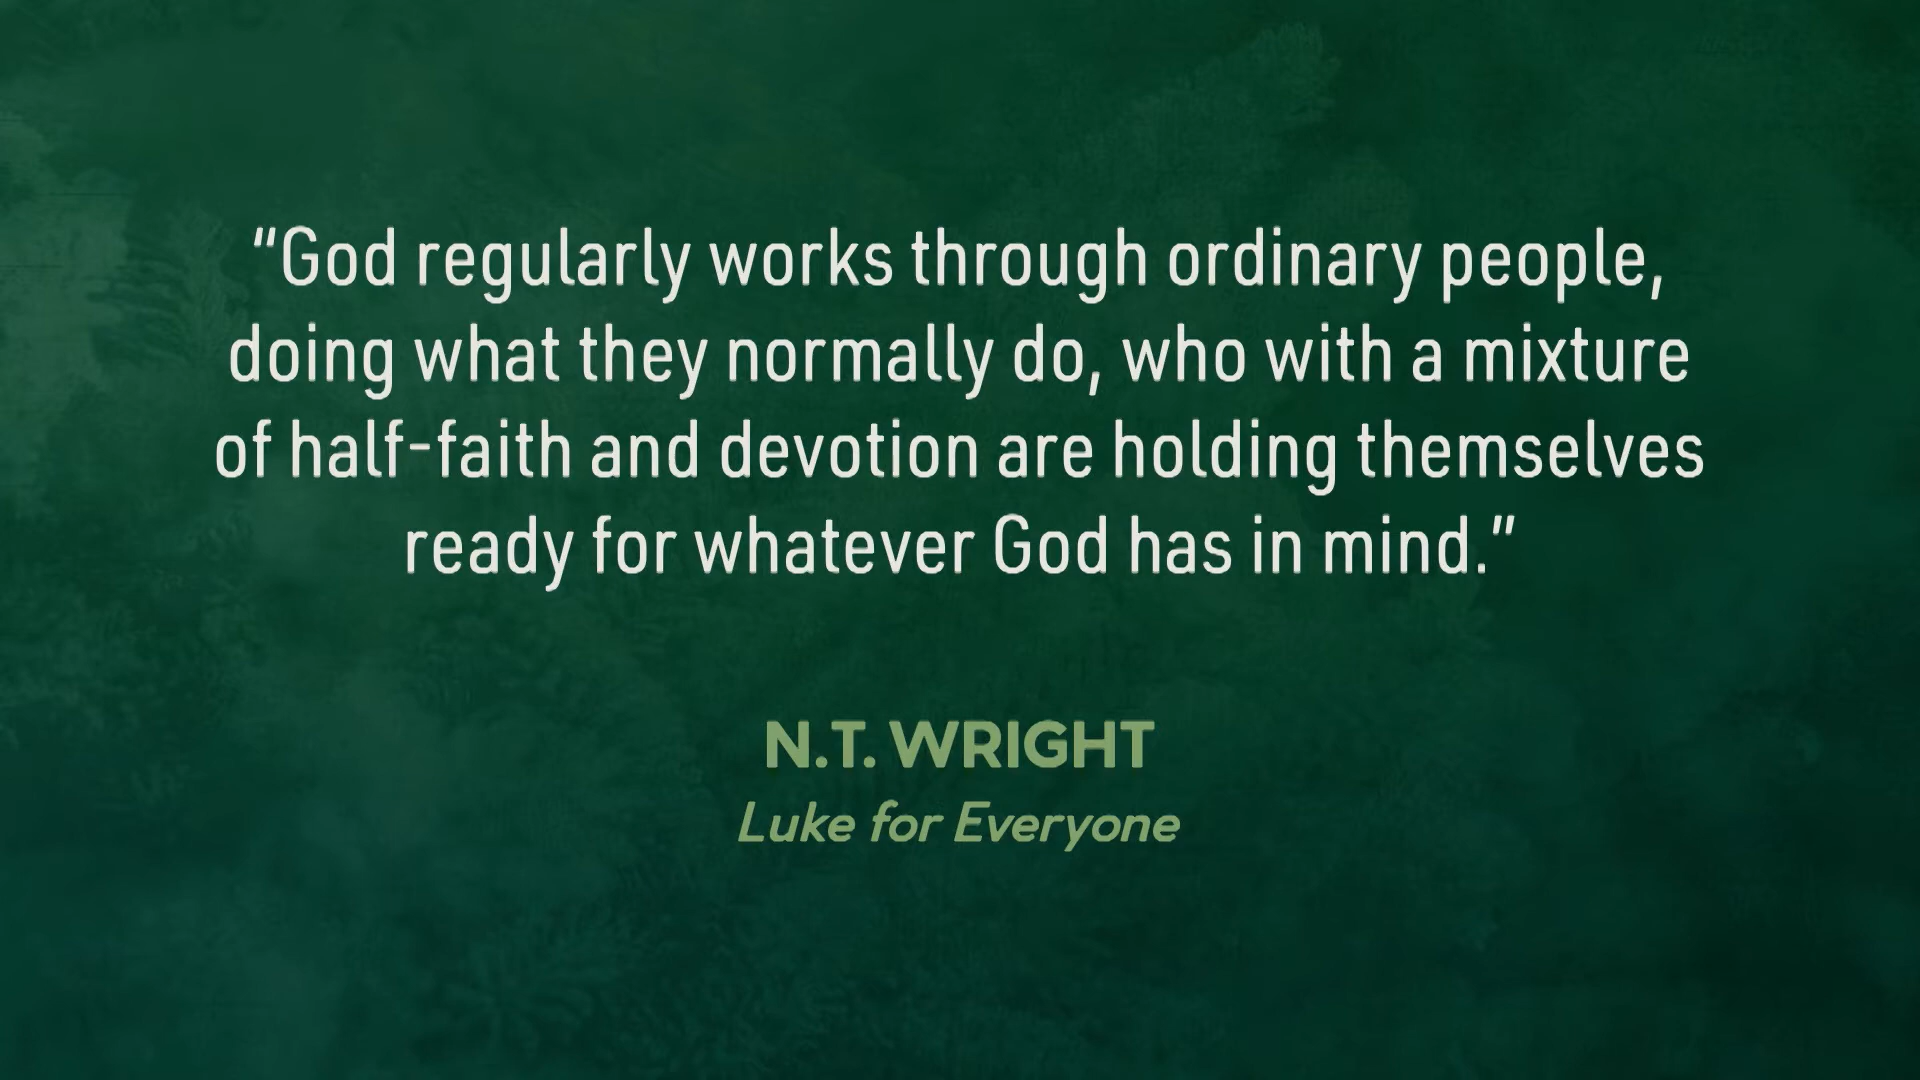 “God regularly works through ordinary people,
doing what they normally do, who with a mixture
of half-faith and devotion are holding themselves
ready for whatever God has in mind.”
N.T. WRIGHT
Luke for Everyone